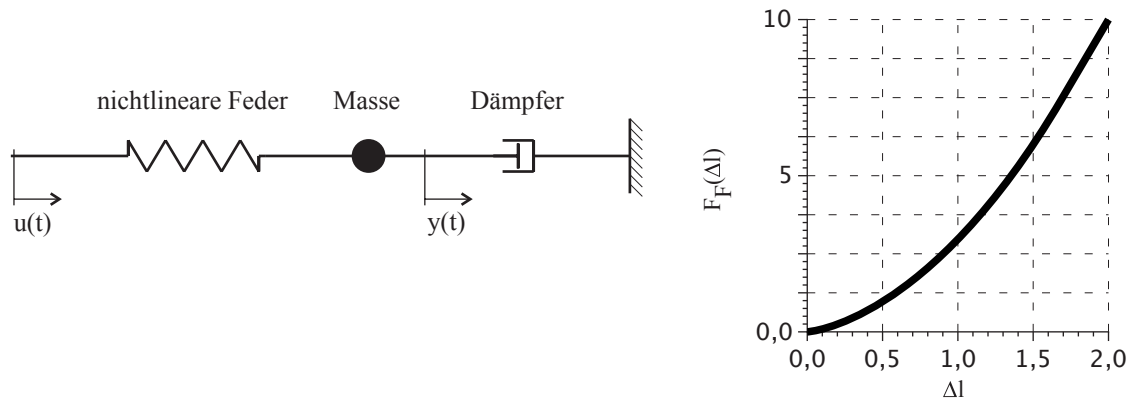 nichtlineare Feder
Masse
Dämpfer
u(t)
y(t)
F_F(Δl)
10
5
0,0
0,0 0,5 1,0 1,5 2,0
Δl